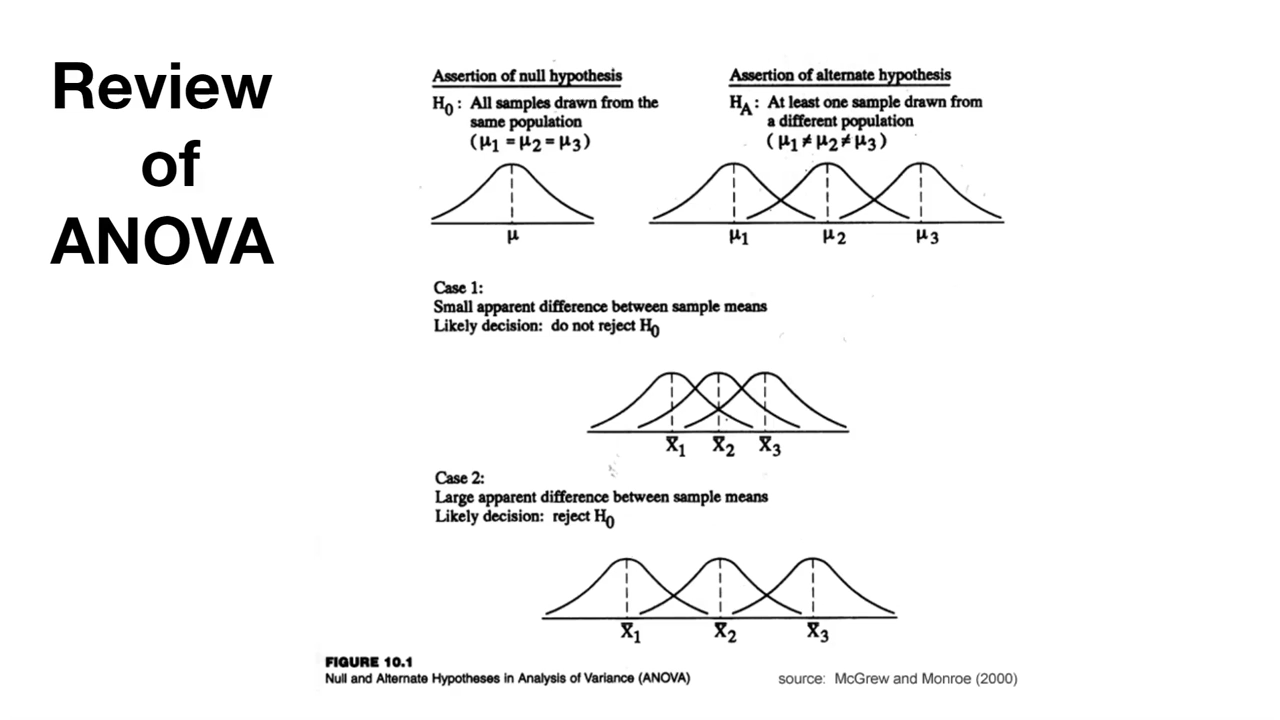 Review
of
ANOVA
Assertion of null hypothesis
H₀ : All samples drawn from the
same population
( μ₁ = μ₂ = μ₃ )
μ
Assertion of alternate hypothesis
H_A : At least one sample drawn from
a different population
( μ₁ ≠ μ₂ ≠ μ₃ )
μ₁ μ₂ μ₃
Case 1:
Small apparent difference between sample means
Likely decision: do not reject H₀
X̄₁ X̄₂ X̄₃
Case 2:
Large apparent difference between sample means
Likely decision: reject H₀
X̄₁ X̄₂ X̄₃
FIGURE 10.1
Null and Alternate Hypotheses in Analysis of Variance (ANOVA)
source: McGrew and Monroe (2000)